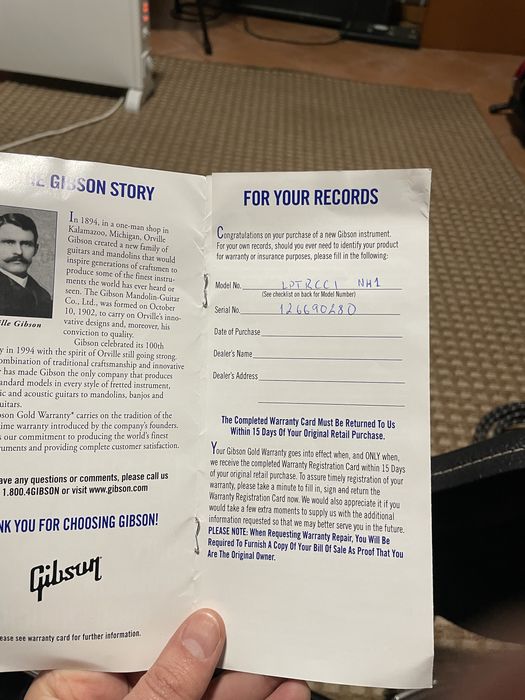 GIBSON STORY
In 1894, in a one-man shop in
Kalamazoo, Michigan, Orville
Gibson created a new family of
guitars and mandolins that would
inspire generations of craftsmen to
produce some of the finest instru-
ments the world has ever heard or
seen. The Gibson Mandolin-Guitar
Co., Ltd., was formed on October
10, 1902, to carry on Orville's inno-
vative designs and, moreover, his
conviction to quality.
ille Gibson
Gibson celebrated its 100th
y in 1994 with the spirit of Orville still going strong.
ombination of traditional craftsmanship and innovative
has made Gibson the only company that produces
andard models in every style of fretted instrument,
ic and acoustic guitars to mandolins, banjos and
uitars.
son Gold Warranty* carries on the tradition of the
ime warranty introduced by the company's founders.
s our commitment to producing the world's finest
uments and providing complete customer satisfaction.
ave any questions or comments, please call us
1.800.4GIBSON or visit www.gibson.com
NK YOU FOR CHOOSING GIBSON!
Gibson
ease see warranty card for further information.
FOR YOUR RECORDS
Congratulations on your purchase of a new Gibson instrument.
For your own records, should you ever need to identify your product
for warranty or insurance purposes, please fill in the following:
Model No. LPTRCC1 NH1
(See checklist on back for Model Number)
Serial No. 126690280
Date of Purchase
Dealer's Name
Dealer's Address
The Completed Warranty Card Must Be Returned To Us
Within 15 Days Of Your Original Retail Purchase.
Your Gibson Gold Warranty goes into effect when, and ONLY when,
we receive the completed Warranty Registration Card within 15 Days
of your original retail purchase. To assure timely registration of your
warranty, please take a minute to fill in, sign and return the
Warranty Registration Card now. We would also appreciate it if you
would take a few extra moments to supply us with the additional
information requested so that we may better serve you in the future.
PLEASE NOTE: When Requesting Warranty Repair, You Will Be
Required To Furnish A Copy Of Your Bill Of Sale As Proof That You
Are The Original Owner.